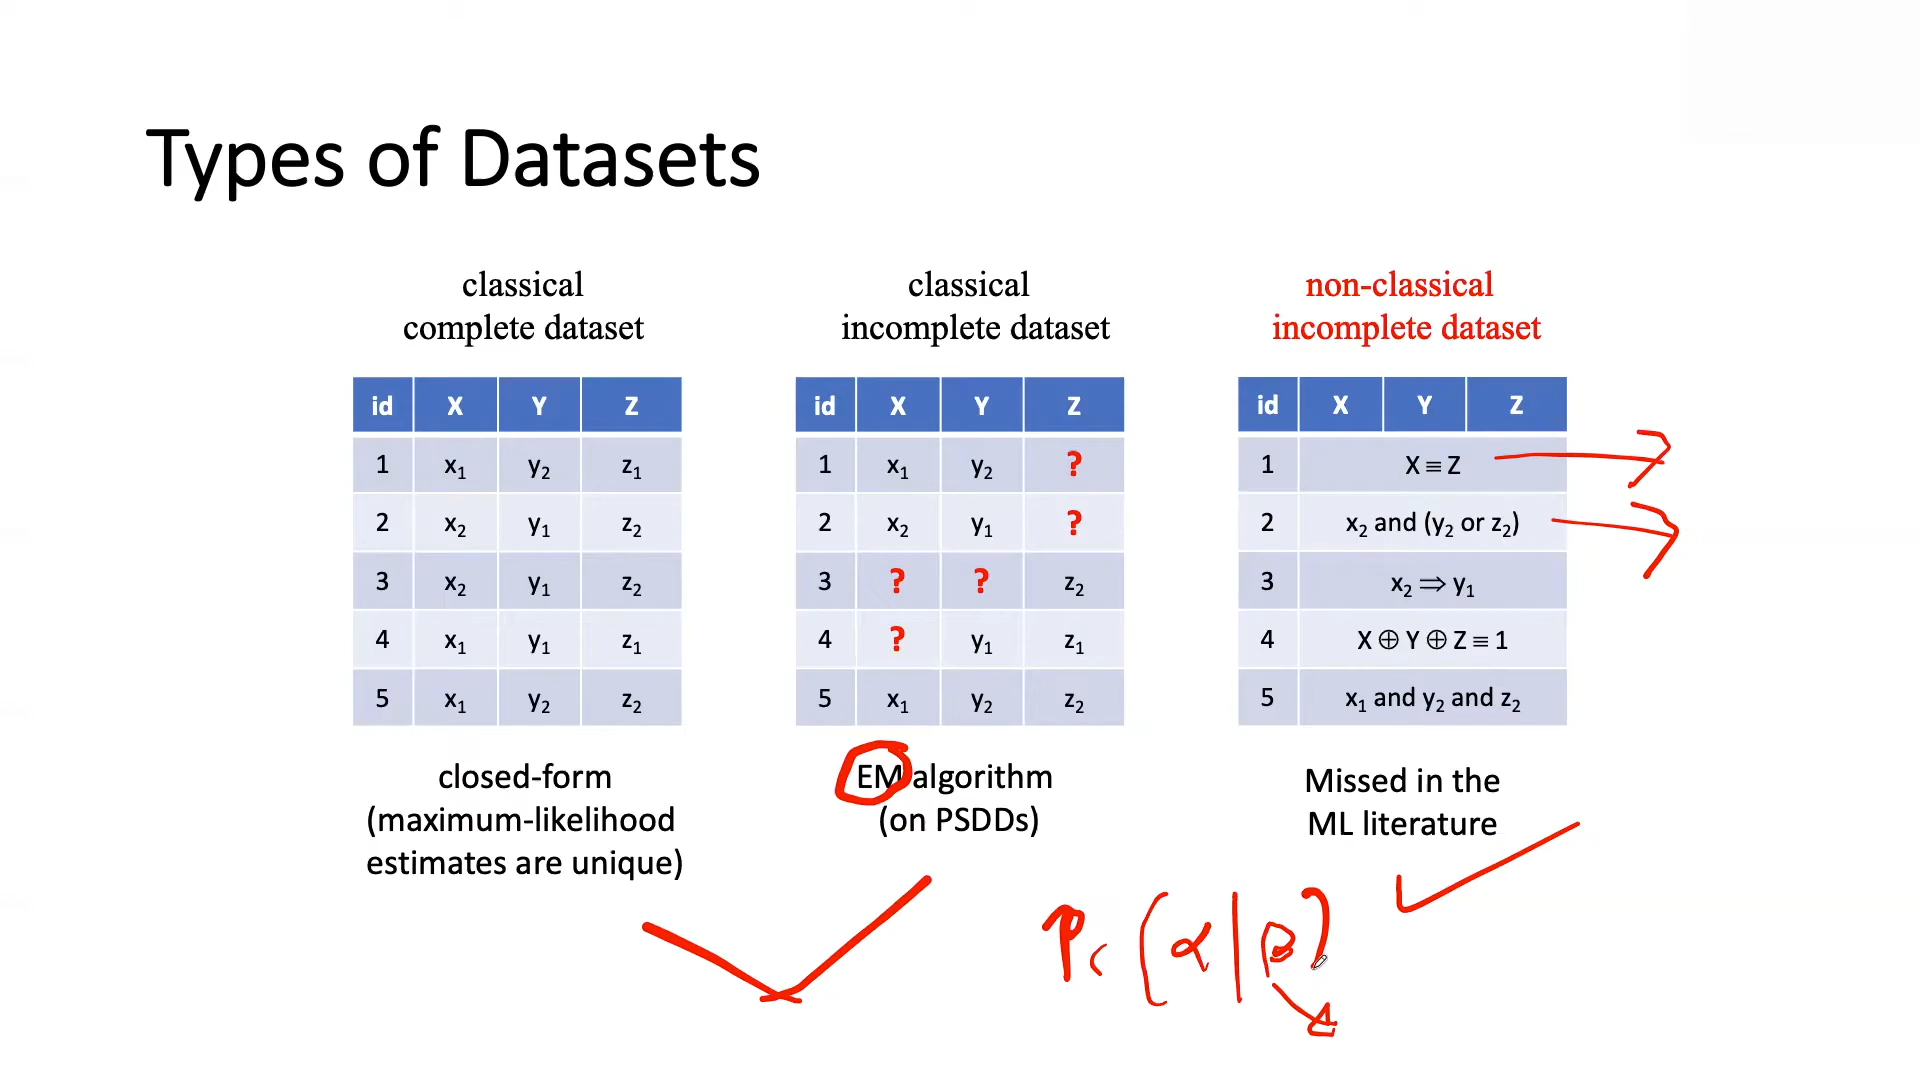 Types of Datasets
classical
complete dataset
id X Y Z
1 x₁ y₂ z₁
2 x₂ y₁ z₂
3 x₂ y₁ z₂
4 x₁ y₁ z₁
5 x₁ y₂ z₂
closed-form
(maximum-likelihood
estimates are unique)
classical
incomplete dataset
id X Y Z
1 x₁ y₂ ?
2 x₂ y₁ ?
3 ? ? z₂
4 ? y₁ z₁
5 x₁ y₂ z₂
EM algorithm
(on PSDDs)
non-classical
incomplete dataset
id X Y Z
1 X ≡ Z
2 x₂ and (y₂ or z₂)
3 x₂ ⇒ y₁
4 X ⊕ Y ⊕ Z ≡ 1
5 x₁ and y₂ and z₂
Missed in the
ML literature
Pr(α|β)